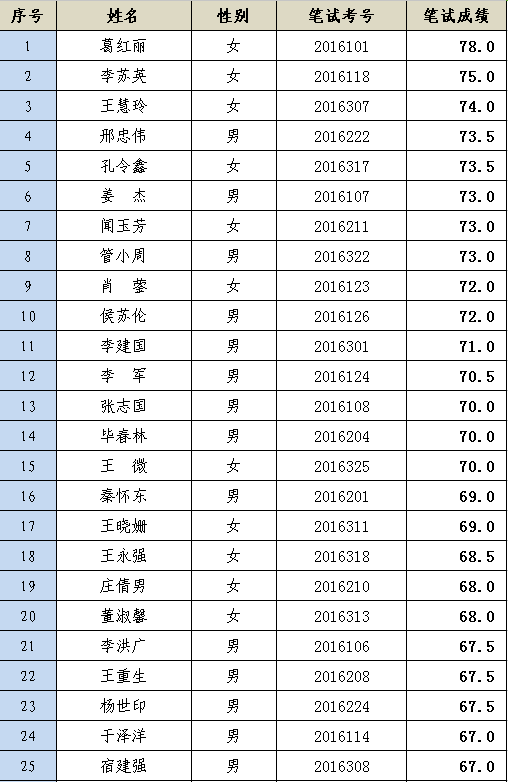 序号 姓名 性别 笔试考号 笔试成绩
1 葛红丽 女 2016101 78.0
2 李苏英 女 2016118 75.0
3 王慧玲 女 2016307 74.0
4 邢忠伟 男 2016222 73.5
5 孔令鑫 女 2016317 73.5
6 姜 杰 男 2016107 73.0
7 闻玉芳 女 2016211 73.0
8 管小周 男 2016322 73.0
9 肖 蓥 女 2016123 72.0
10 侯苏伦 男 2016126 72.0
11 李建国 男 2016301 71.0
12 李 军 男 2016124 70.5
13 张志国 男 2016108 70.0
14 毕春林 男 2016204 70.0
15 王 微 女 2016325 70.0
16 秦怀东 男 2016201 69.0
17 王晓姗 女 2016311 69.0
18 王永强 女 2016318 68.5
19 庄倩男 女 2016210 68.0
20 董淑馨 女 2016313 68.0
21 李洪广 男 2016106 67.5
22 王重生 男 2016208 67.5
23 杨世印 男 2016224 67.5
24 于泽洋 男 2016114 67.0
25 宿建强 男 2016308 67.0